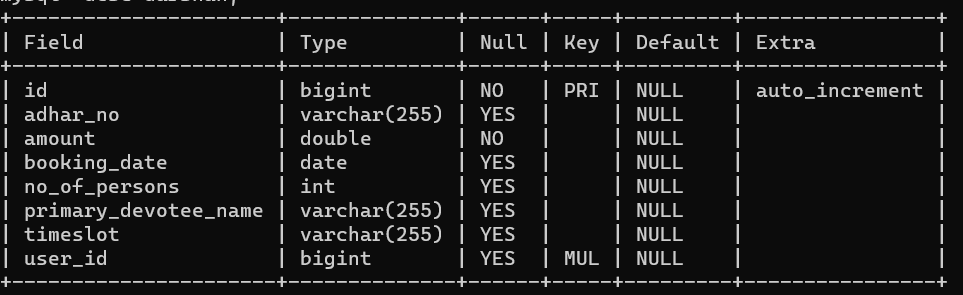 | Field | Type | Null | Key | Default | Extra |
| id | bigint | NO | PRI | NULL | auto_increment |
| adhar_no | varchar(255) | YES | | NULL | |
| amount | double | NO | | NULL | |
| booking_date | date | YES | | NULL | |
| no_of_persons | int | YES | | NULL | |
| primary_devotee_name | varchar(255) | YES | | NULL | |
| timeslot | varchar(255) | YES | | NULL | |
| user_id | bigint | YES | MUL | NULL | |